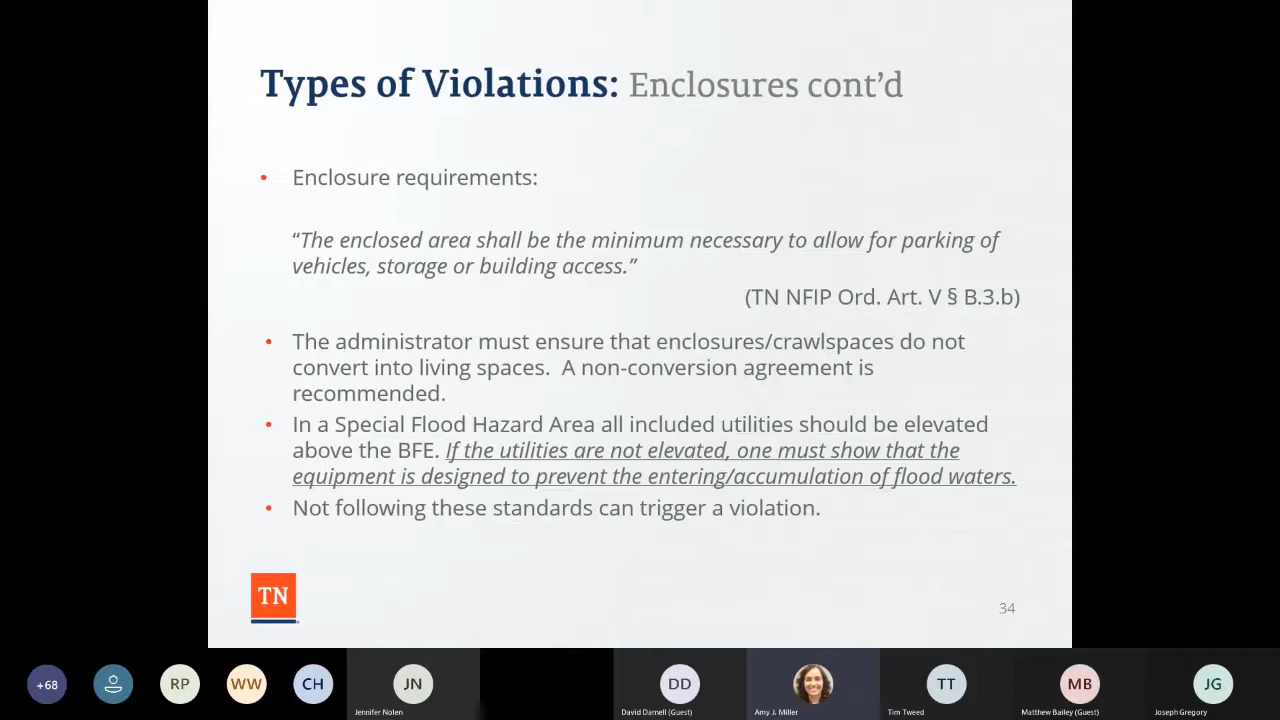 Types of Violations: Enclosures cont’d
• Enclosure requirements:
“The enclosed area shall be the minimum necessary to allow for parking of
vehicles, storage or building access.”
(TN NFIP Ord. Art. V § B.3.b)
• The administrator must ensure that enclosures/crawlspaces do not
convert into living spaces. A non-conversion agreement is
recommended.
• In a Special Flood Hazard Area all included utilities should be elevated
above the BFE. If the utilities are not elevated, one must show that the
equipment is designed to prevent the entering/accumulation of flood waters.
• Not following these standards can trigger a violation.
TN
34
+68
RP
WW
CH
JN
DD
TT
MB
JG
Jennifer Nolen
David Darnell (Guest)
Amy J. Miller
Tim Tweed
Matthew Bailey (Guest)
Joseph Gregory